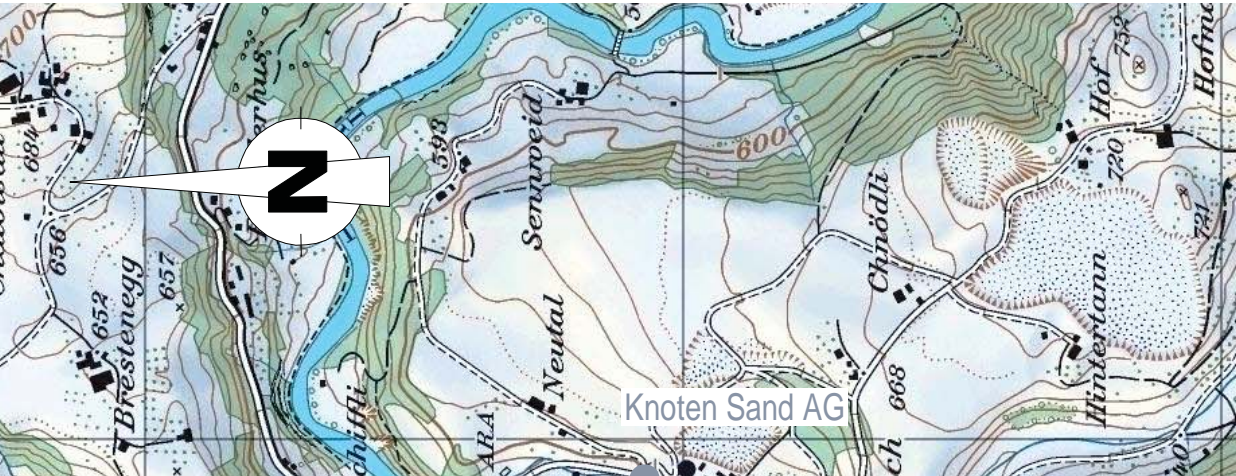 700
684
656
652
Brestenegg
657
N
593
Sennweid
600
Neutal
ARA
Knoten Sand AG
Chnödli
668
Hintertann
Hof
752
720
721